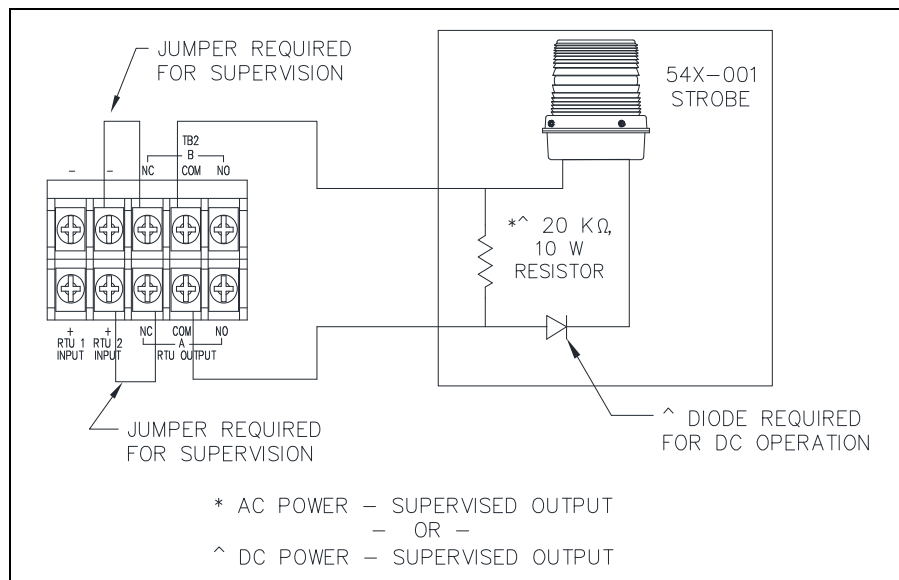 JUMPER REQUIRED
FOR SUPERVISION
54X-001
STROBE
TB2
B
- - NC COM NO
*^ 20 KΩ,
10 W
RESISTOR
+ + NC COM NO
RTU 1 RTU 2 A
INPUT INPUT RTU OUTPUT
JUMPER REQUIRED
FOR SUPERVISION
^ DIODE REQUIRED
FOR DC OPERATION
* AC POWER - SUPERVISED OUTPUT
- OR -
^ DC POWER - SUPERVISED OUTPUT